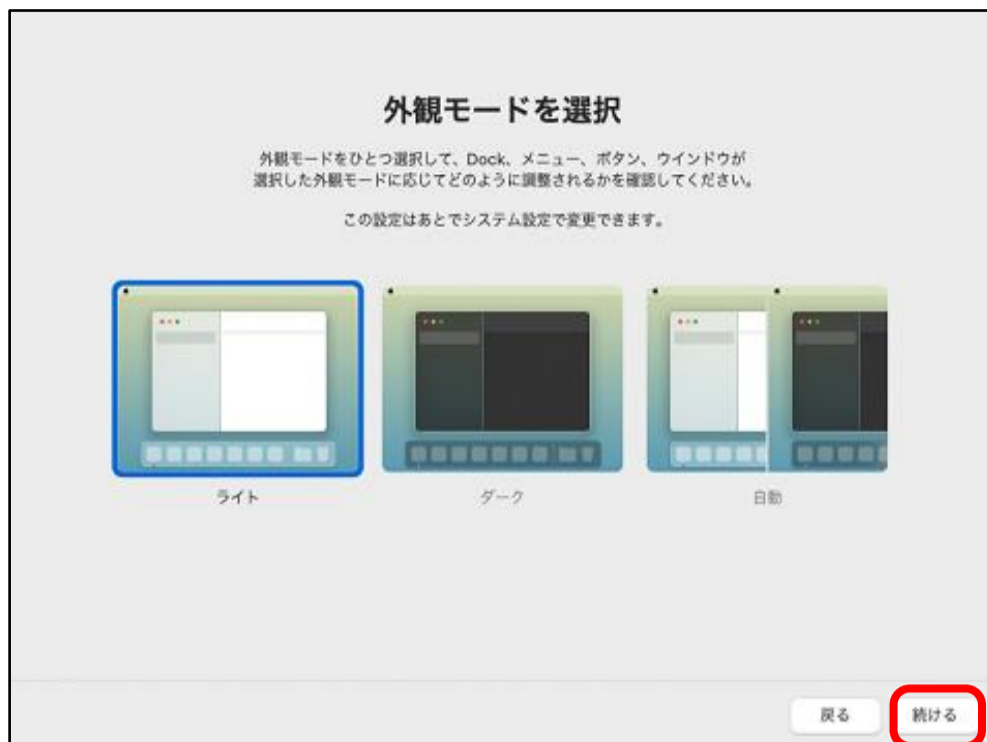 外観モードを選択
外観モードをひとつ選択して、Dock、メニュー、ボタン、ウインドウが
選択した外観モードに応じてどのように調整されるかを確認してください。
この設定はあとでシステム設定で変更できます。
ライト
ダーク
自動
戻る
続ける